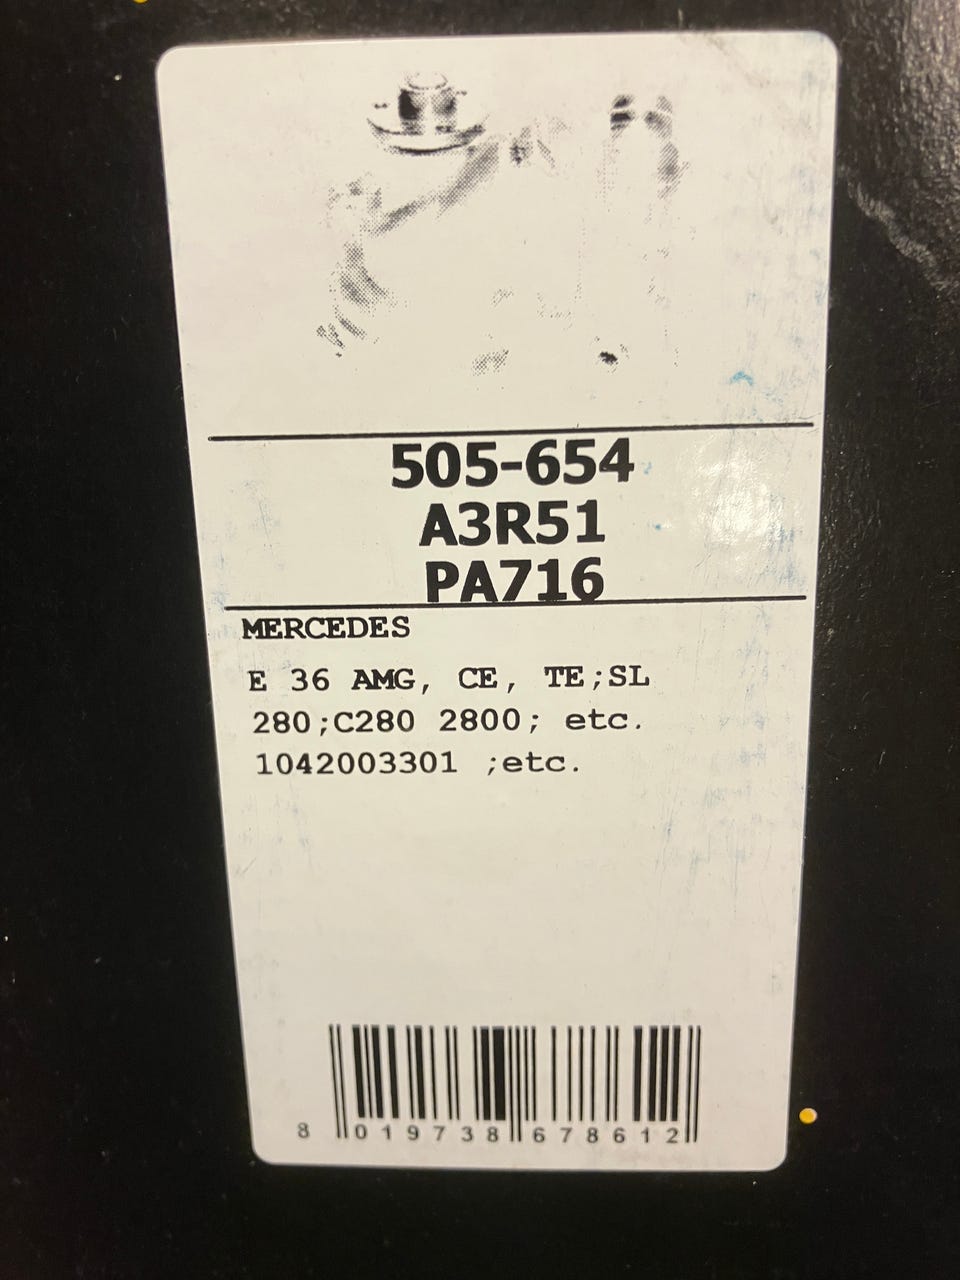 505-654
A3R51
PA716
MERCEDES
E 36 AMG, CE, TE;SL
280;C280 2800; etc.
1042003301 ;etc.
8 019738 678612